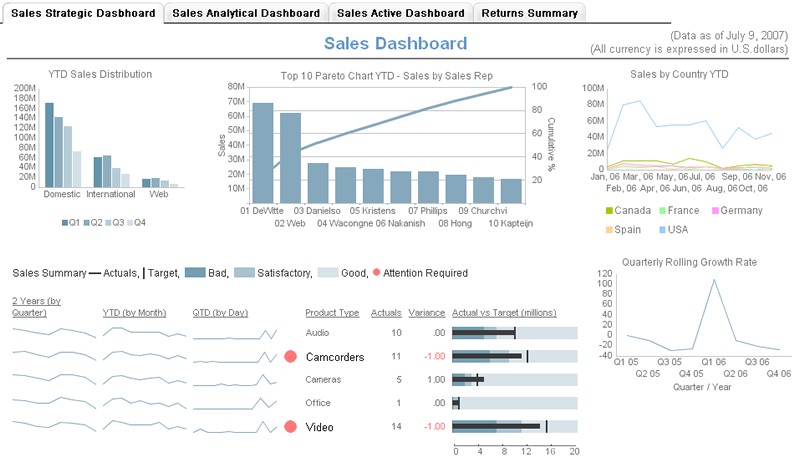 Sales Strategic Dasbhoord Sales Analytical Dashboard Sales Active Dashboard Returns Summary
Sales Dashboard
(Data as of July 9, 2007)
(All currency is expressed in U.S.dollars)
YTD Sales Distribution
200M
180M
160M
140M
120M
100M
80M
60M
40M
20M
0M
Domestic International Web
Q1 Q2 Q3 Q4
Top 10 Pareto Chart YTD - Sales by Sales Rep
Sales
80M
70M
60M
50M
40M
30M
20M
10M
100
80
60
40
20
Cumulative %
01 DeWitte 03 Danielso 05 Kristens 07 Philips 09 Churchvi
02 Web 04 Wacongne 06 Nakanish 08 Hong 10 Kapteijn
Sales by Country YTD
100M
80M
60M
40M
20M
0M
Jan, 06 Mar, 06 May, 06 Jul, 06 Sep, 06 Nov, 06
Feb, 06 Apr, 06 Jun, 06 Aug, 06 Oct, 06
Canada France Germany
Spain USA
Sales Summary Actuals, Target, Bad, Satisfactory, Good, Attention Required
2 Years (by Quarter) YTD (by Month) QTD (by Day) Product Type Actuals Variance Actual vs Target (millions)
Audio 10 .00
Camcorders 11 -1.00
Cameras 5 1.00
Office 1 .00
Video 14 -1.00
0 4 8 12 16 20
Quarterly Rolling Growth Rate
120
100
80
60
40
20
0
-20
-40
Q1 05 Q3 05 Q1 06 Q3 06
Q2 05 Q4 05 Q2 06 Q4 06
Quarter / Year